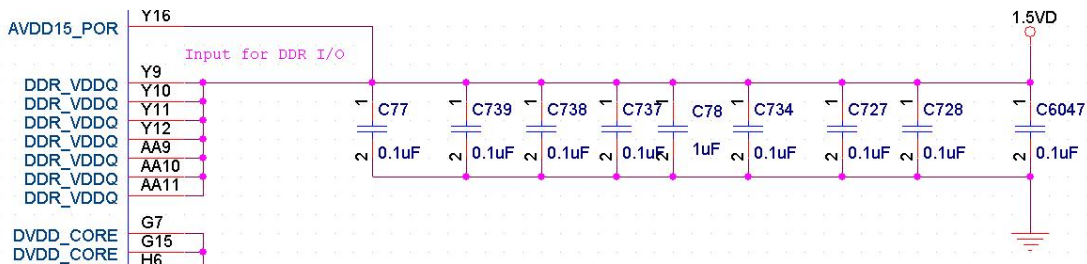 1.5VD
AVDD15_POR Y16
Input for DDR I/O
DDR_VDDQ Y9
DDR_VDDQ Y10
DDR_VDDQ Y11
DDR_VDDQ Y12
DDR_VDDQ AA9
DDR_VDDQ AA10
DDR_VDDQ AA11
1 1 1 1 1 1 1 1 1
C77 C739 C738 C737 C78 C734 C727 C728 C6047
2 2 2 2 2 2 2 2 2
0.1uF 0.1uF 0.1uF 0.1uF 1uF 0.1uF 0.1uF 0.1uF 0.1uF
DVDD_CORE G7
DVDD_CORE G15
H6